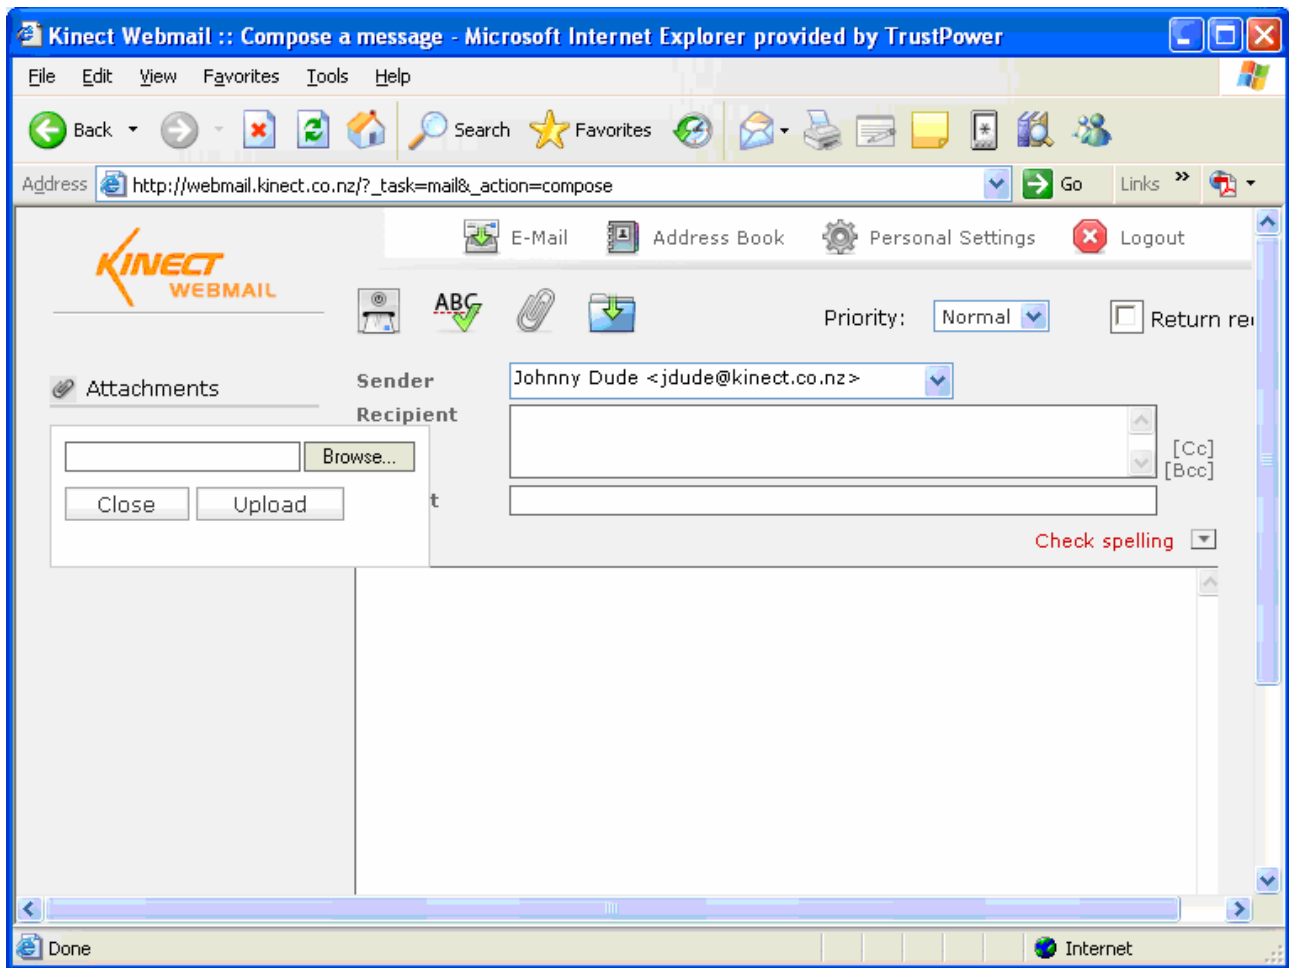 Kinect Webmail :: Compose a message - Microsoft Internet Explorer provided by TrustPower
File Edit View Favorites Tools Help
Back Search Favorites
Address http://webmail.kinect.co.nz/?_task=mail&_action=compose Go Links »
E-Mail Address Book Personal Settings Logout
KINECT
WEBMAIL
ABC Priority: Normal Return re
Attachments
Sender Johnny Dude <jdude@kinect.co.nz>
Recipient
[Cc]
Browse...
[Bcc]
Close Upload t
Check spelling
Done Internet